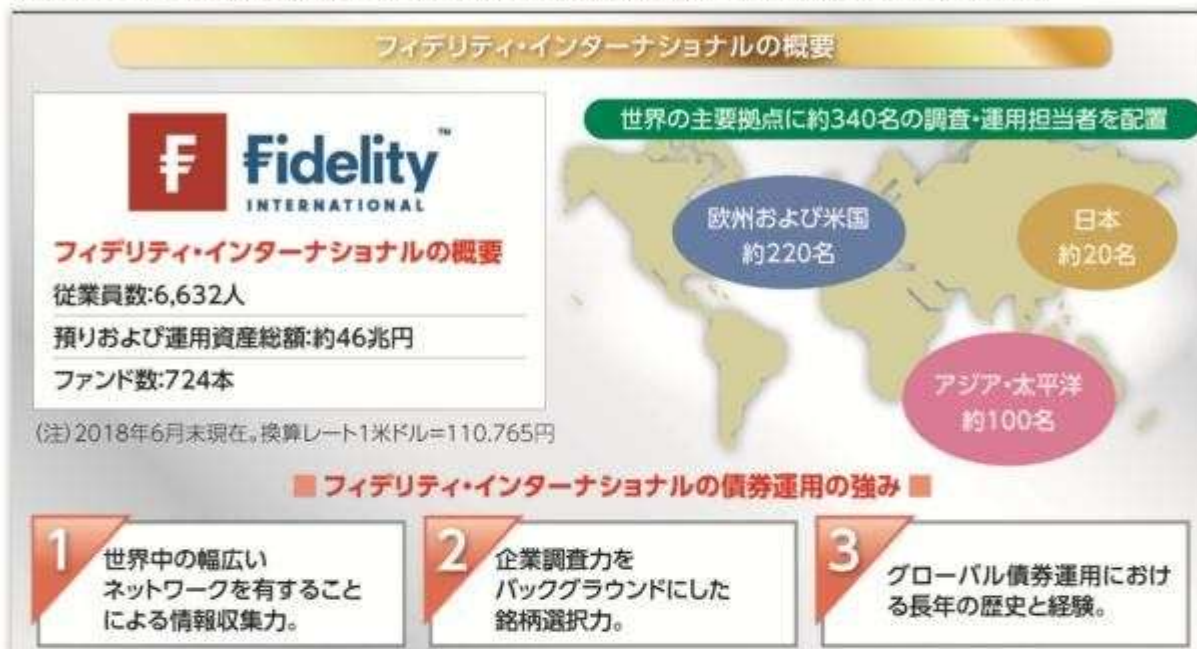 フィデリティ・インターナショナルの概要
世界の主要拠点に約340名の調査・運用担当者を配置
Fidelity™
INTERNATIONAL
フィデリティ・インターナショナルの概要
従業員数:6,632人
預りおよび運用資産総額:約46兆円
ファンド数:724本
(注)2018年6月末現在。換算レート1米ドル=110.765円
欧州および米国
約220名
日本
約20名
アジア・太平洋
約100名
■フィデリティ・インターナショナルの債券運用の強み■
1
世界中の幅広い
ネットワークを有すること
による情報収集力。
2
企業調査力を
バックグラウンドにした
銘柄選択力。
3
グローバル債券運用におけ
る長年の歴史と経験。